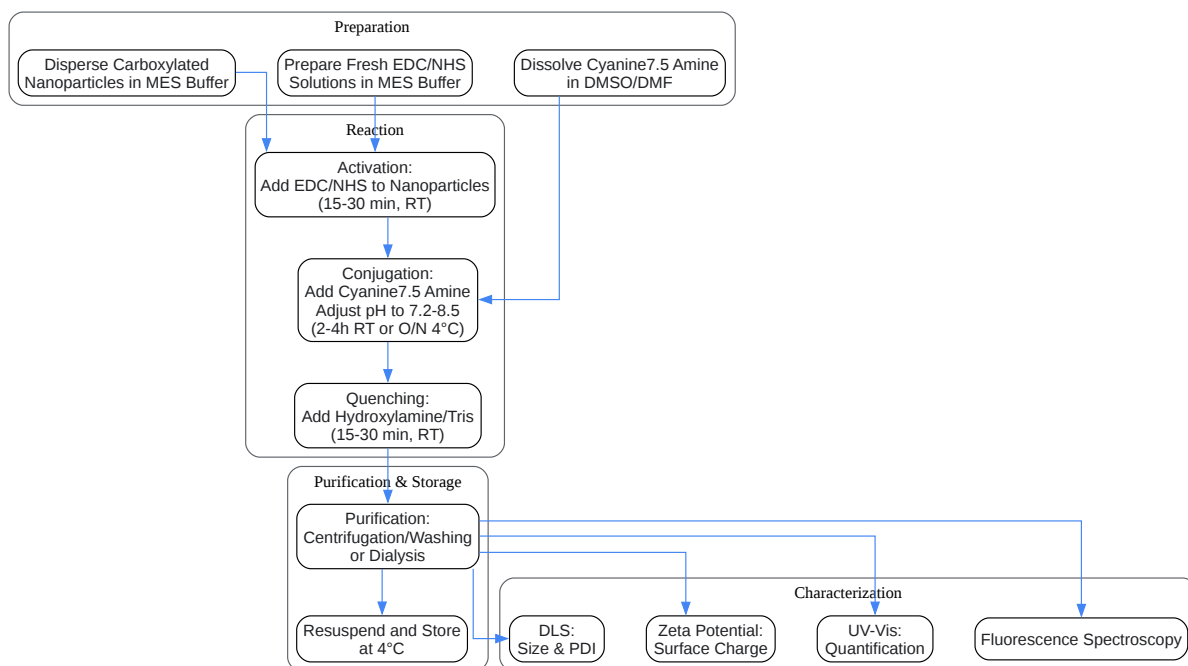 Preparation
Disperse Carboxylated
Nanoparticles in MES Buffer
Prepare Fresh EDC/NHS
Solutions in MES Buffer
Dissolve Cyanine7.5 Amine
in DMSO/DMF
Reaction
Activation:
Add EDC/NHS to Nanoparticles
(15-30 min, RT)
Conjugation:
Add Cyanine7.5 Amine
Adjust pH to 7.2-8.5
(2-4h RT or O/N 4°C)
Quenching:
Add Hydroxylamine/Tris
(15-30 min, RT)
Purification & Storage
Purification:
Centrifugation/Washing
or Dialysis
Resuspend and Store
at 4°C
Characterization
DLS:
Size & PDI
Zeta Potential:
Surface Charge
UV-Vis:
Quantification
Fluorescence Spectroscopy